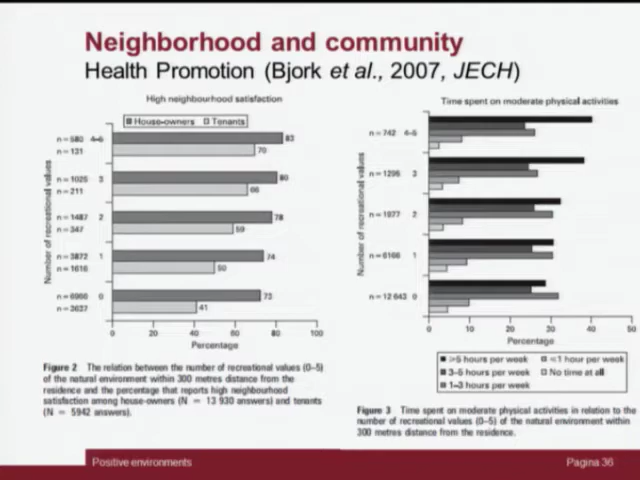 Neighborhood and community
Health Promotion (Bjork et al., 2007, JECH)
High neighbourhood satisfaction
House-owners Tenants
Number of recreational values
n=580 4–5 83
n=131 70
n=1025 3 80
n=211 66
n=1487 2 78
n=347 59
n=3872 1 74
n=1616 50
n=6966 0 73
n=3637 41
0 20 40 60 80 100
Percentage
Figure 2 The relation between the number of recreational values (0–5)
of the natural environment within 300 metres distance from the
residence and the percentage that reports high neighbourhood
satisfaction among house-owners (N = 13 930 answers) and tenants
(N = 5942 answers).
Time spent on moderate physical activities
Number of recreational values
n=742 4–5
n=1296 3
n=1977 2
n=6166 1
n=12 643 0
0 10 20 30 40 50
Percentage
>5 hours per week <1 hour per week
3–5 hours per week No time at all
1–3 hours per week
Figure 3 Time spent on moderate physical activities in relation to the
number of recreational values (0–5) of the natural environment within
300 metres distance from the residence.
Positive environments Pagina 36